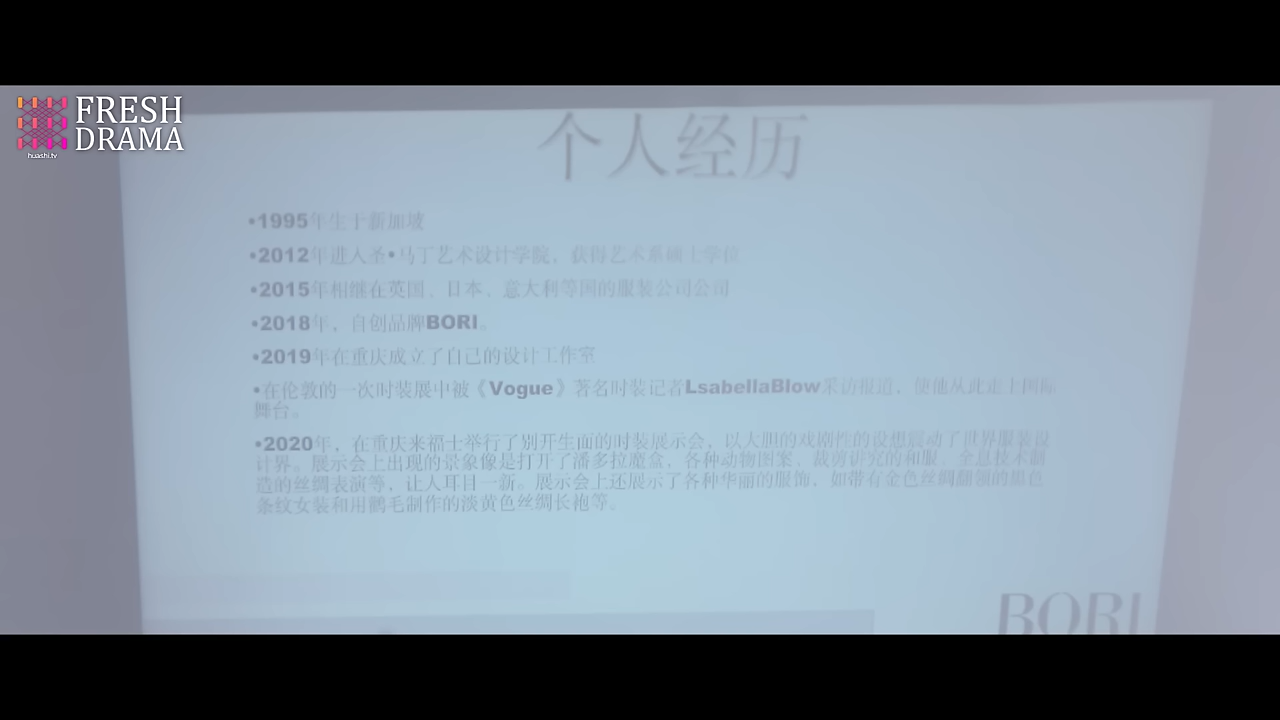 FRESH
DRAMA
huashi.tv
个人经历
•1995年生于新加坡
•2012年进入圣•马丁艺术设计学院、获得艺术系硕士学位
•2015年相继在英国、日本、意大利等国的服装公司公司
•2018年，自创品牌BORI。
•2019年在重庆成立了自己的设计工作室
•在伦敦的一次时装展中被《Vogue》著名时装记者LsabellaBlow采访报道，使他从此走上国际
舞台。
•2020年，在重庆来福士举行了别开生面的时装展示会，以大胆的戏剧性的设想震动了世界服装设
计界。展示会上出现的景象像是打开了潘多拉魔盒，各种动物图案、裁剪讲究的和服、全息技术制
造的丝绸表演等，让人耳目一新。展示会上还展示了各种华丽的服饰，如带有金色丝绸翻领的黑色
条纹女装和用鹅毛制作的淡黄色丝绸长袍等。
BORI